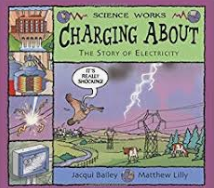 SCIENCE WORKS
CHARGING ABOUT
THE STORY OF ELECTRICITY
IT'S
REALLY
SHOCKING!
Jacqui Bailey
Matthew Lilly